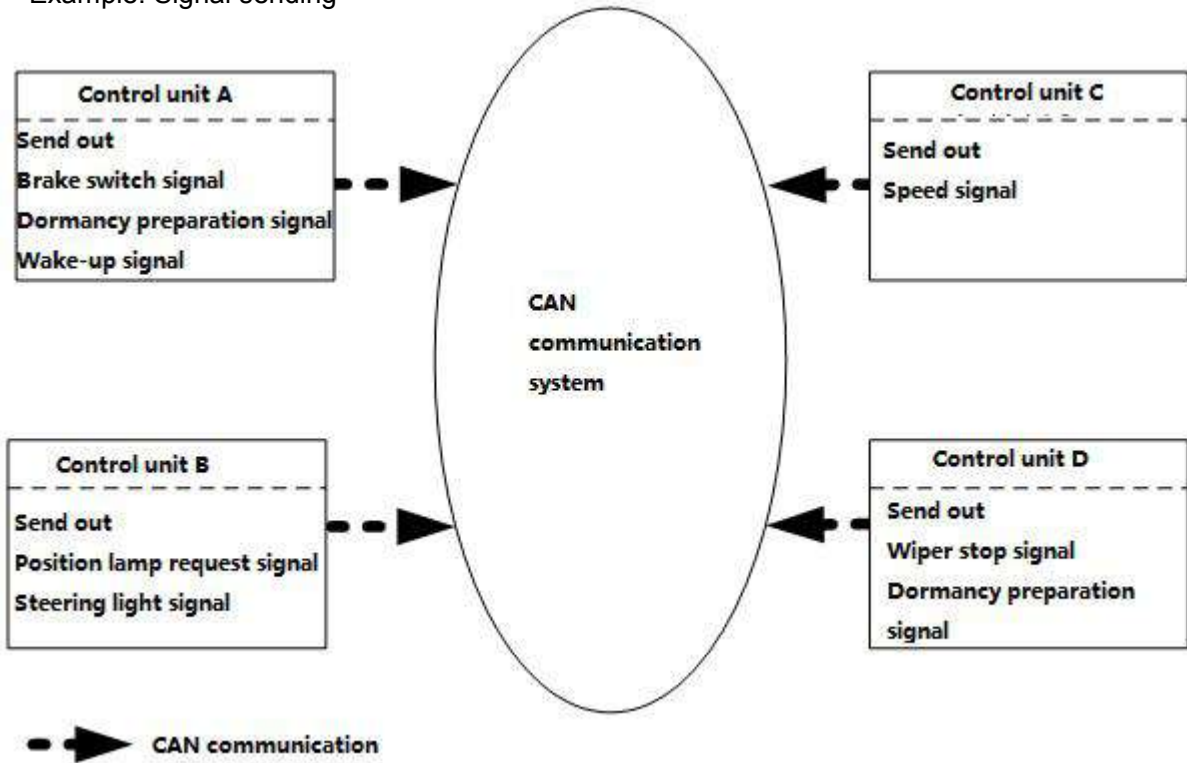 Example: Signal sending
Control unit A
Send out
Brake switch signal
Dormancy preparation signal
Wake-up signal
Control unit C
Send out
Speed signal
CAN
communication
system
Control unit B
Send out
Position lamp request signal
Steering light signal
Control unit D
Send out
Wiper stop signal
Dormancy preparation
signal
CAN communication